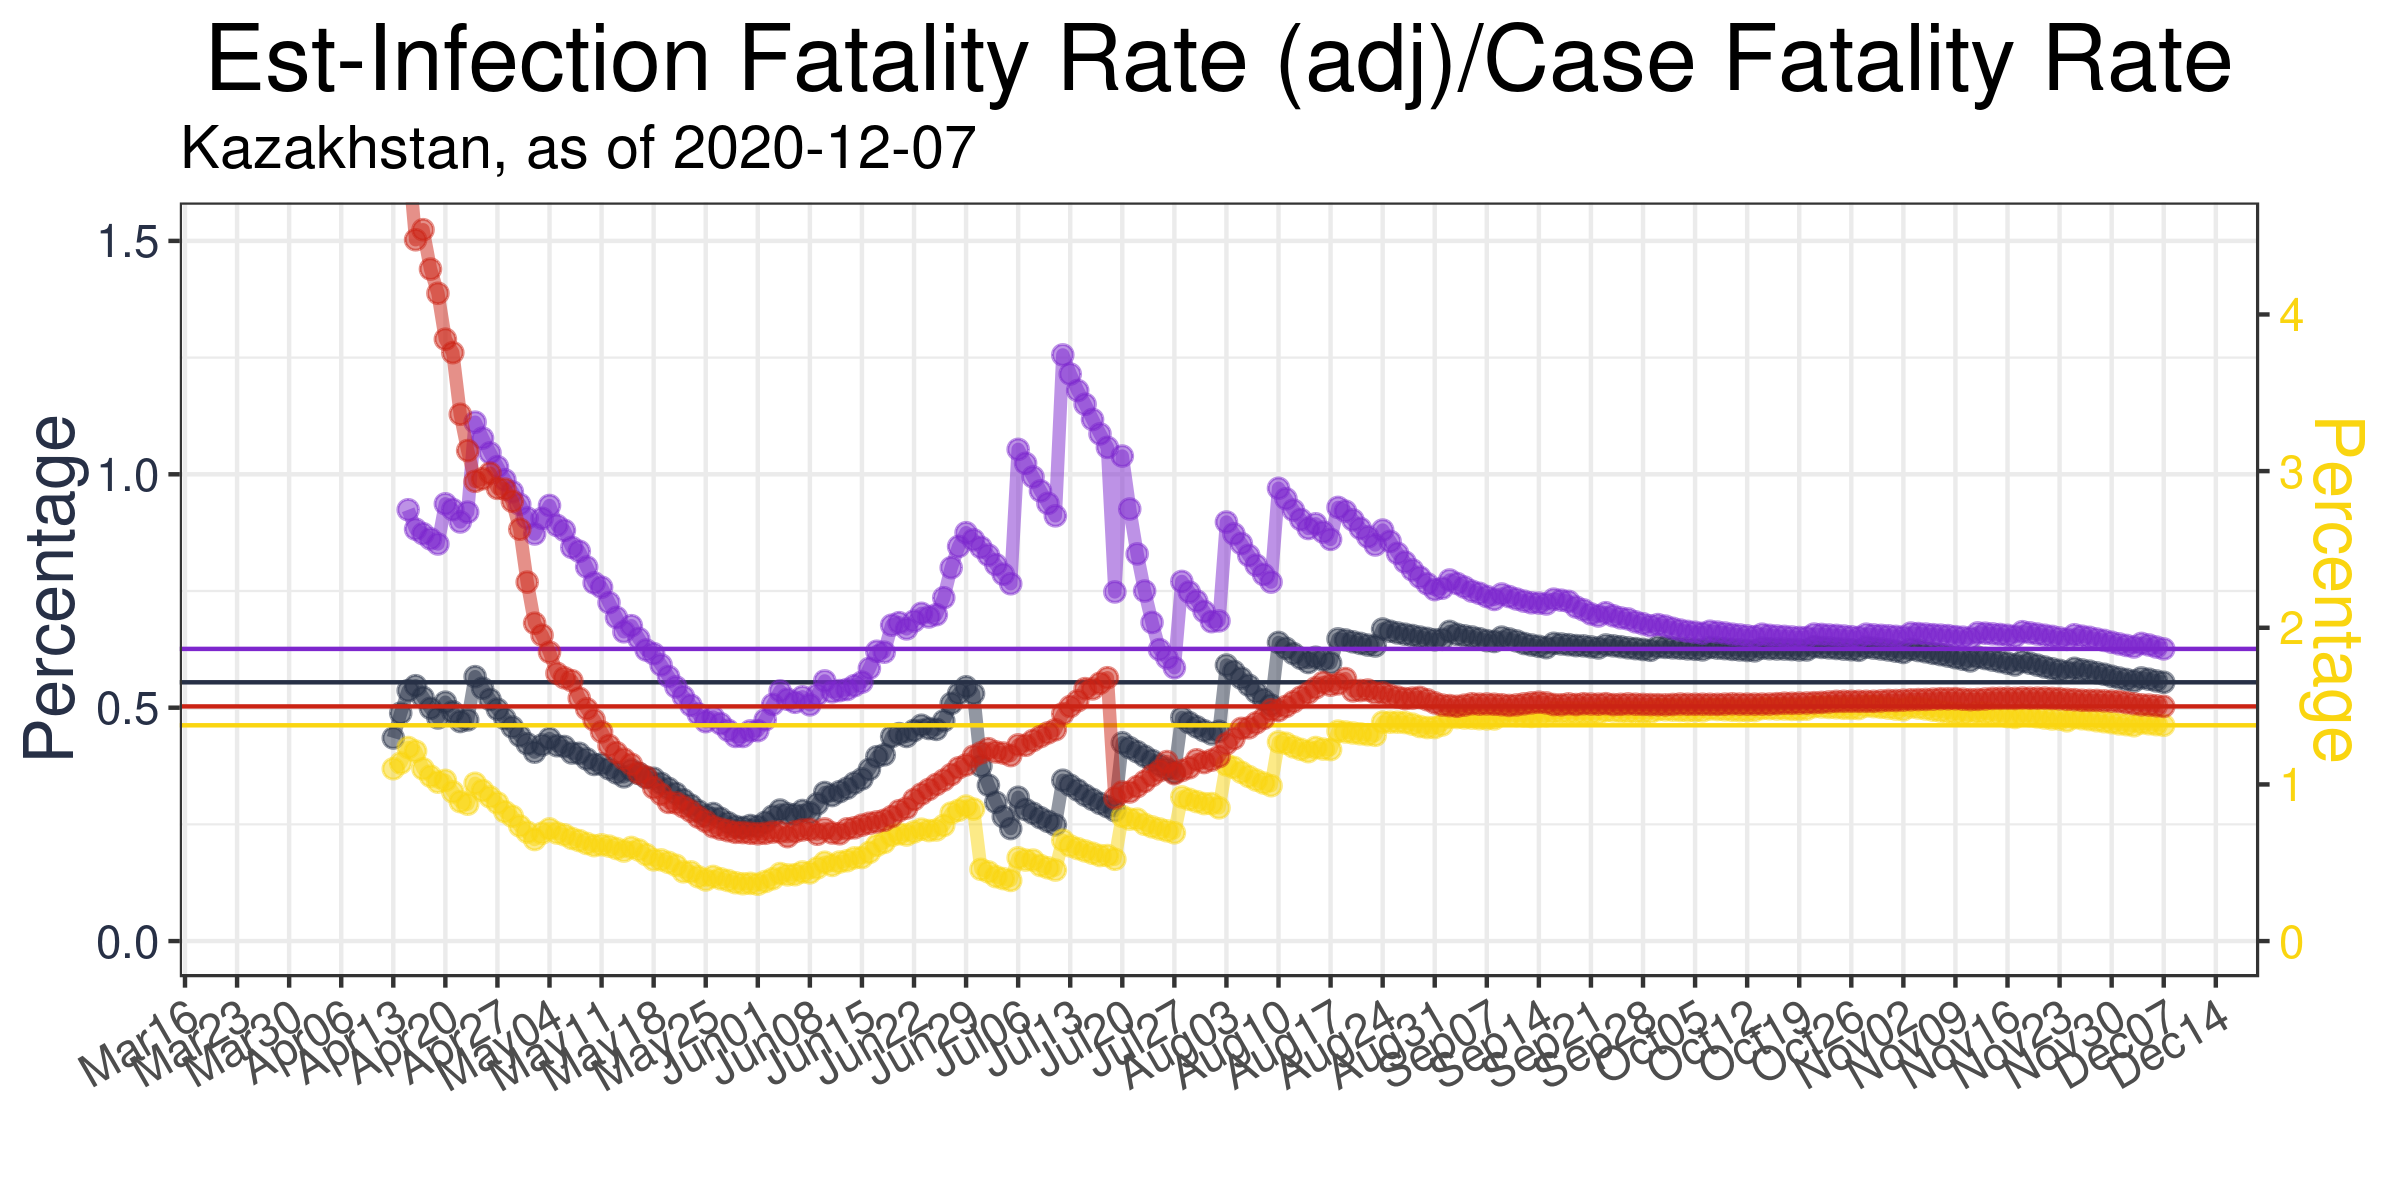 Est-Infection Fatality Rate (adj)/Case Fatality Rate
Kazakhstan, as of 2020-12-07
Percentage
1.5
1.0
0.5
0.0
4
3
2
1
0
Percentage
Mar16
Mar23
Mar30
Apr06
Apr13
Apr20
Apr27
May04
May11
May18
May25
Jun01
Jun08
Jun15
Jun22
Jun29
Jul06
Jul13
Jul20
Jul27
Aug03
Aug10
Aug17
Aug24
Aug31
Sep07
Sep14
Sep21
Sep28
Oct05
Oct12
Oct19
Oct26
Nov02
Nov09
Nov16
Nov23
Nov30
Dec07
Dec14